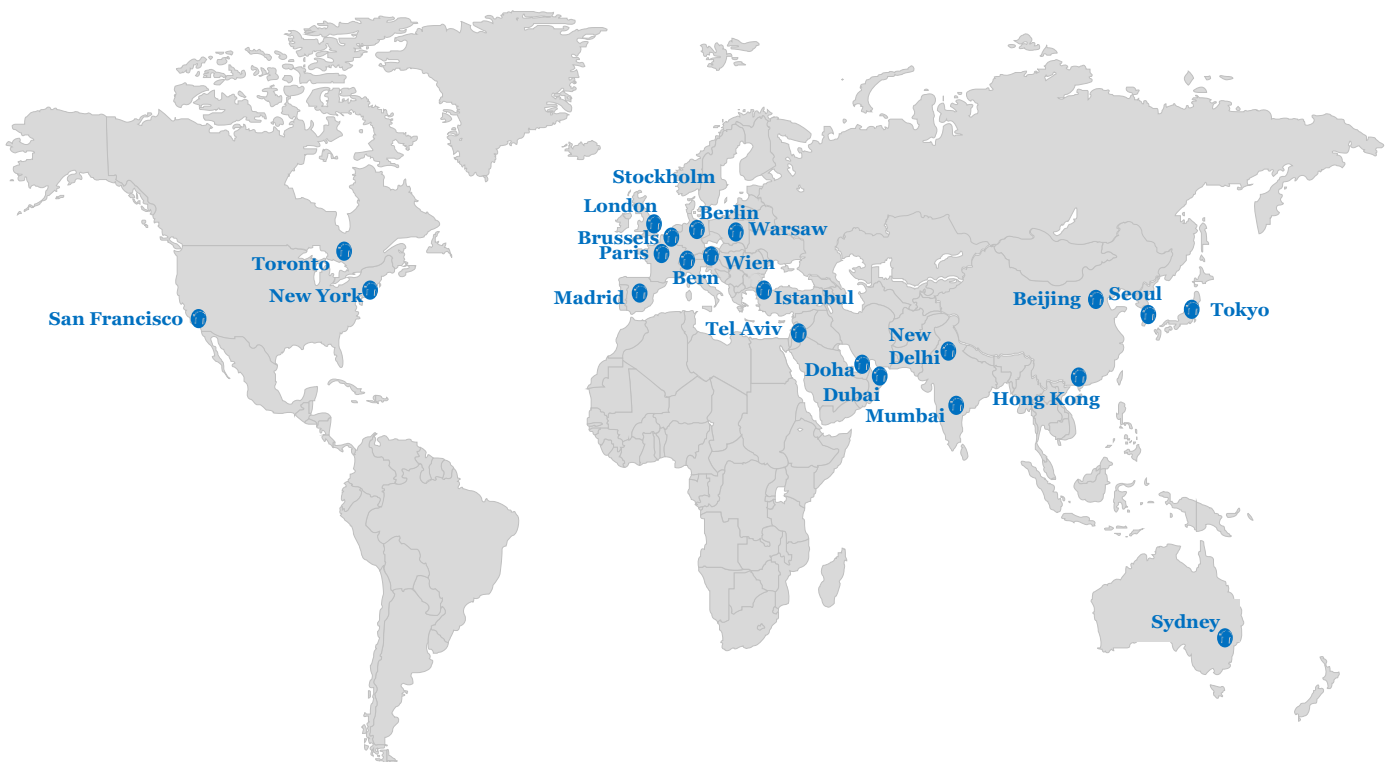 Stockholm
London
Berlin
Brussels
Warsaw
Paris
Toronto
Wien
Bern
New York
Madrid
Istanbul
Beijing
Seoul
San Francisco
Tokyo
Tel Aviv
New
Delhi
Doha
Dubai
Hong Kong
Mumbai
Sydney